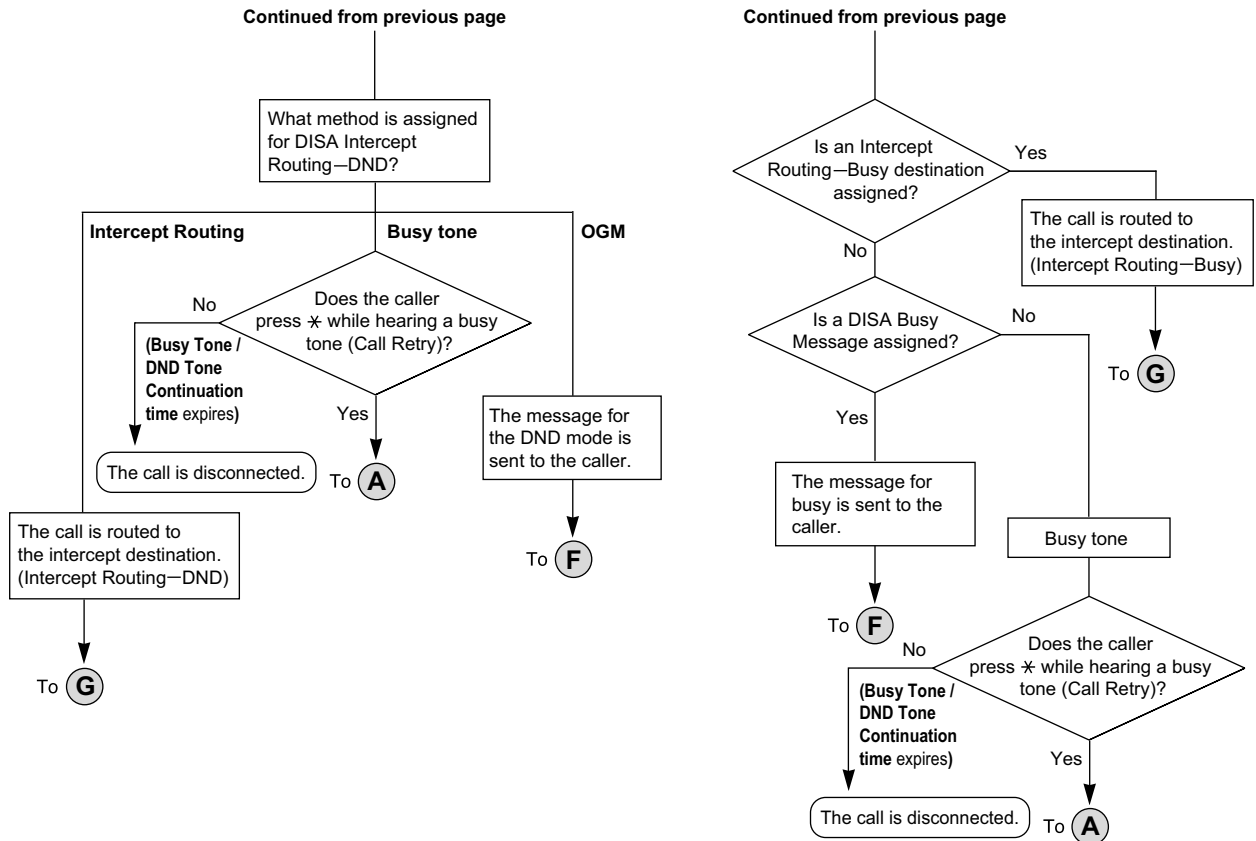 Continued from previous page
What method is assigned
for DISA Intercept
Routing—DND?
Intercept Routing
Busy tone
OGM
No
Does the caller
press ✳ while hearing a busy
tone (Call Retry)?
(Busy Tone /
DND Tone
Continuation
time expires)
Yes
The call is disconnected.
To A
The message for
the DND mode is
sent to the caller.
To F
The call is routed to
the intercept destination.
(Intercept Routing—DND)
To G
Continued from previous page
Is an Intercept
Routing—Busy destination
assigned?
Yes
The call is routed to
the intercept destination.
(Intercept Routing—Busy)
To G
No
Is a DISA Busy
Message assigned?
No
Yes
The message for
busy is sent to the
caller.
To F
Busy tone
Does the caller
press ✳ while hearing a busy
tone (Call Retry)?
No
(Busy Tone /
DND Tone
Continuation
time expires)
Yes
The call is disconnected.
To A